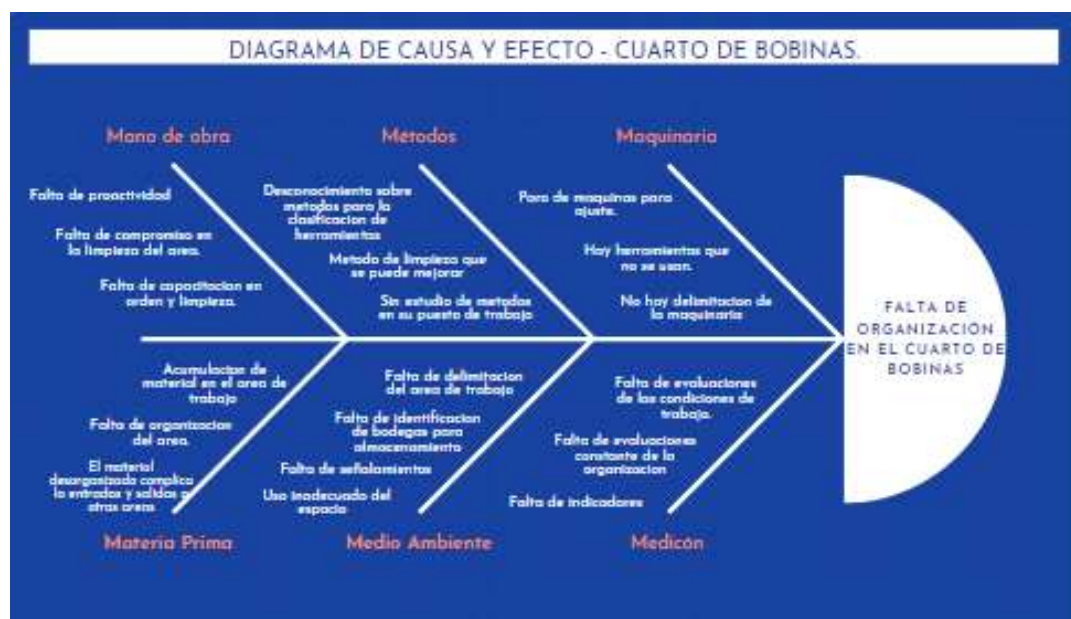 DIAGRAMA DE CAUSA Y EFECTO - CUARTO DE BOBINAS.
Mano de obra
Falta de proactividad
Falta de compromiso en
la limpieza del area.
Falta de capacitacion en
orden y limpieza.
Metodos
Desconocimiento sobre
metodos para la
clasificacion de
herramientas
Metodo de limpieza que
se puede mejorar
Sin estudio de metodos
en su puesto de trabajo
Maquinaria
Paro de maquinas para
ajuste.
Hay herramientas que
no se usan.
No hay delimitacion de
la maquinaria
FALTA DE
ORGANIZACIÓN
EN EL CUARTO DE
BOBINAS
Acumulacion de
material en el area de
trabajo
Falta de organizacion
del area.
El material
desorganizado complica
la entradas y salidas a
otras areas
Materia Prima
Falta de delimitacion
del area de trabajo
Falta de identificacion
de bodegas para
almacenamiento
Falta de señalamientos
Uso inadecuado del
espacio
Medio Ambiente
Falta de evaluaciones
de las condiciones de
trabajo.
Falta de evaluaciones
constante de la
organizacion
Falta de indicadores
Medicón